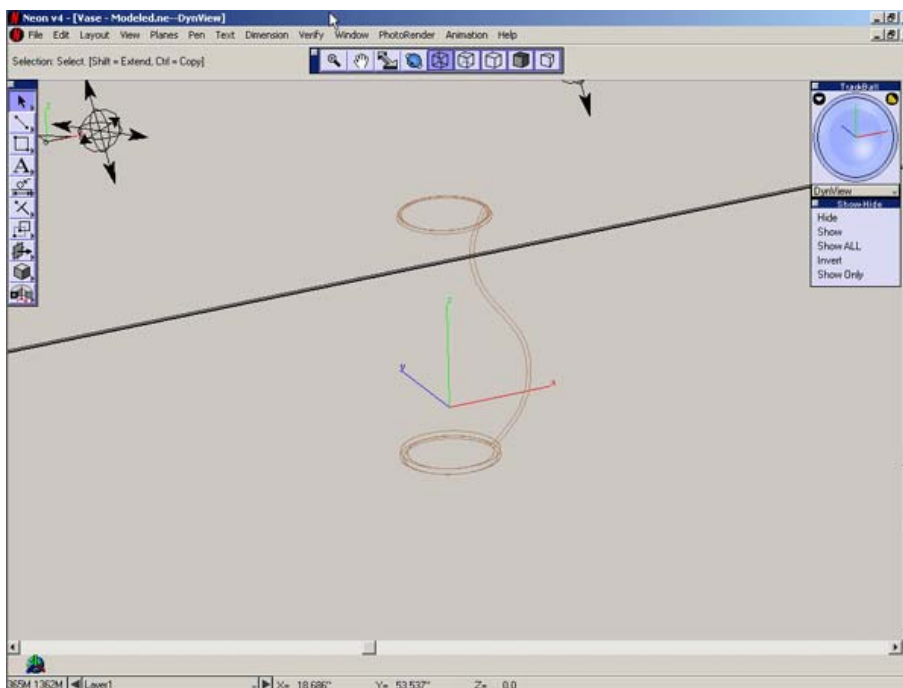 Neon v4 - [Vase - Modeled.ne--DynView]
File Edit Layout View Planes Pen Text Dimension Verify Window PhotoRender Animation Help
Selection: Select. [Shift = Extend, Ctrl = Copy]
TrackBall
DynView
Show-Hide
Hide
Show
Show ALL
Invert
Show Only
A
z
z
y
x
365M 1362M Layer1 X= 18.686" Y= 53.537" Z= 0.0